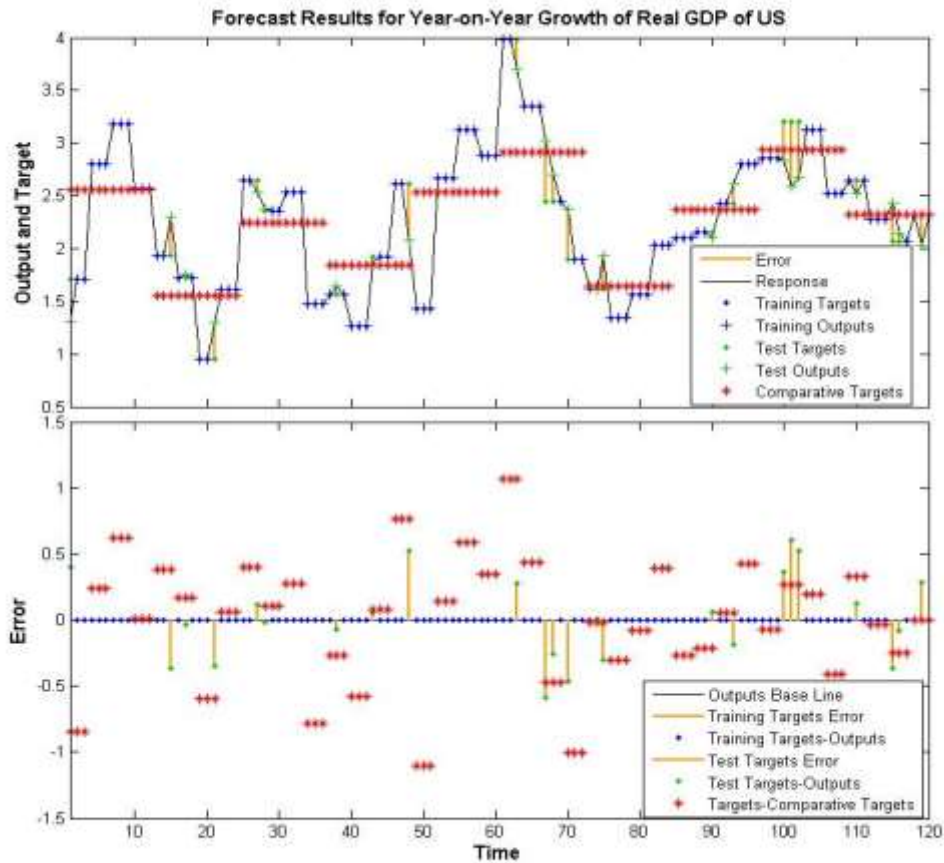 Forecast Results for Year-on-Year Growth of Real GDP of US
Output and Target
4
3.5
3
2.5
2
1.5
1
0.5
Error
Response
Training Targets
Training Outputs
Test Targets
Test Outputs
Comparative Targets
Error
1.5
1
0.5
0
-0.5
-1
-1.5
Outputs Base Line
Training Targets Error
Training Targets-Outputs
Test Targets Error
Test Targets-Outputs
Targets-Comparative Targets
10 20 30 40 50 60 70 80 90 100 110 120
Time